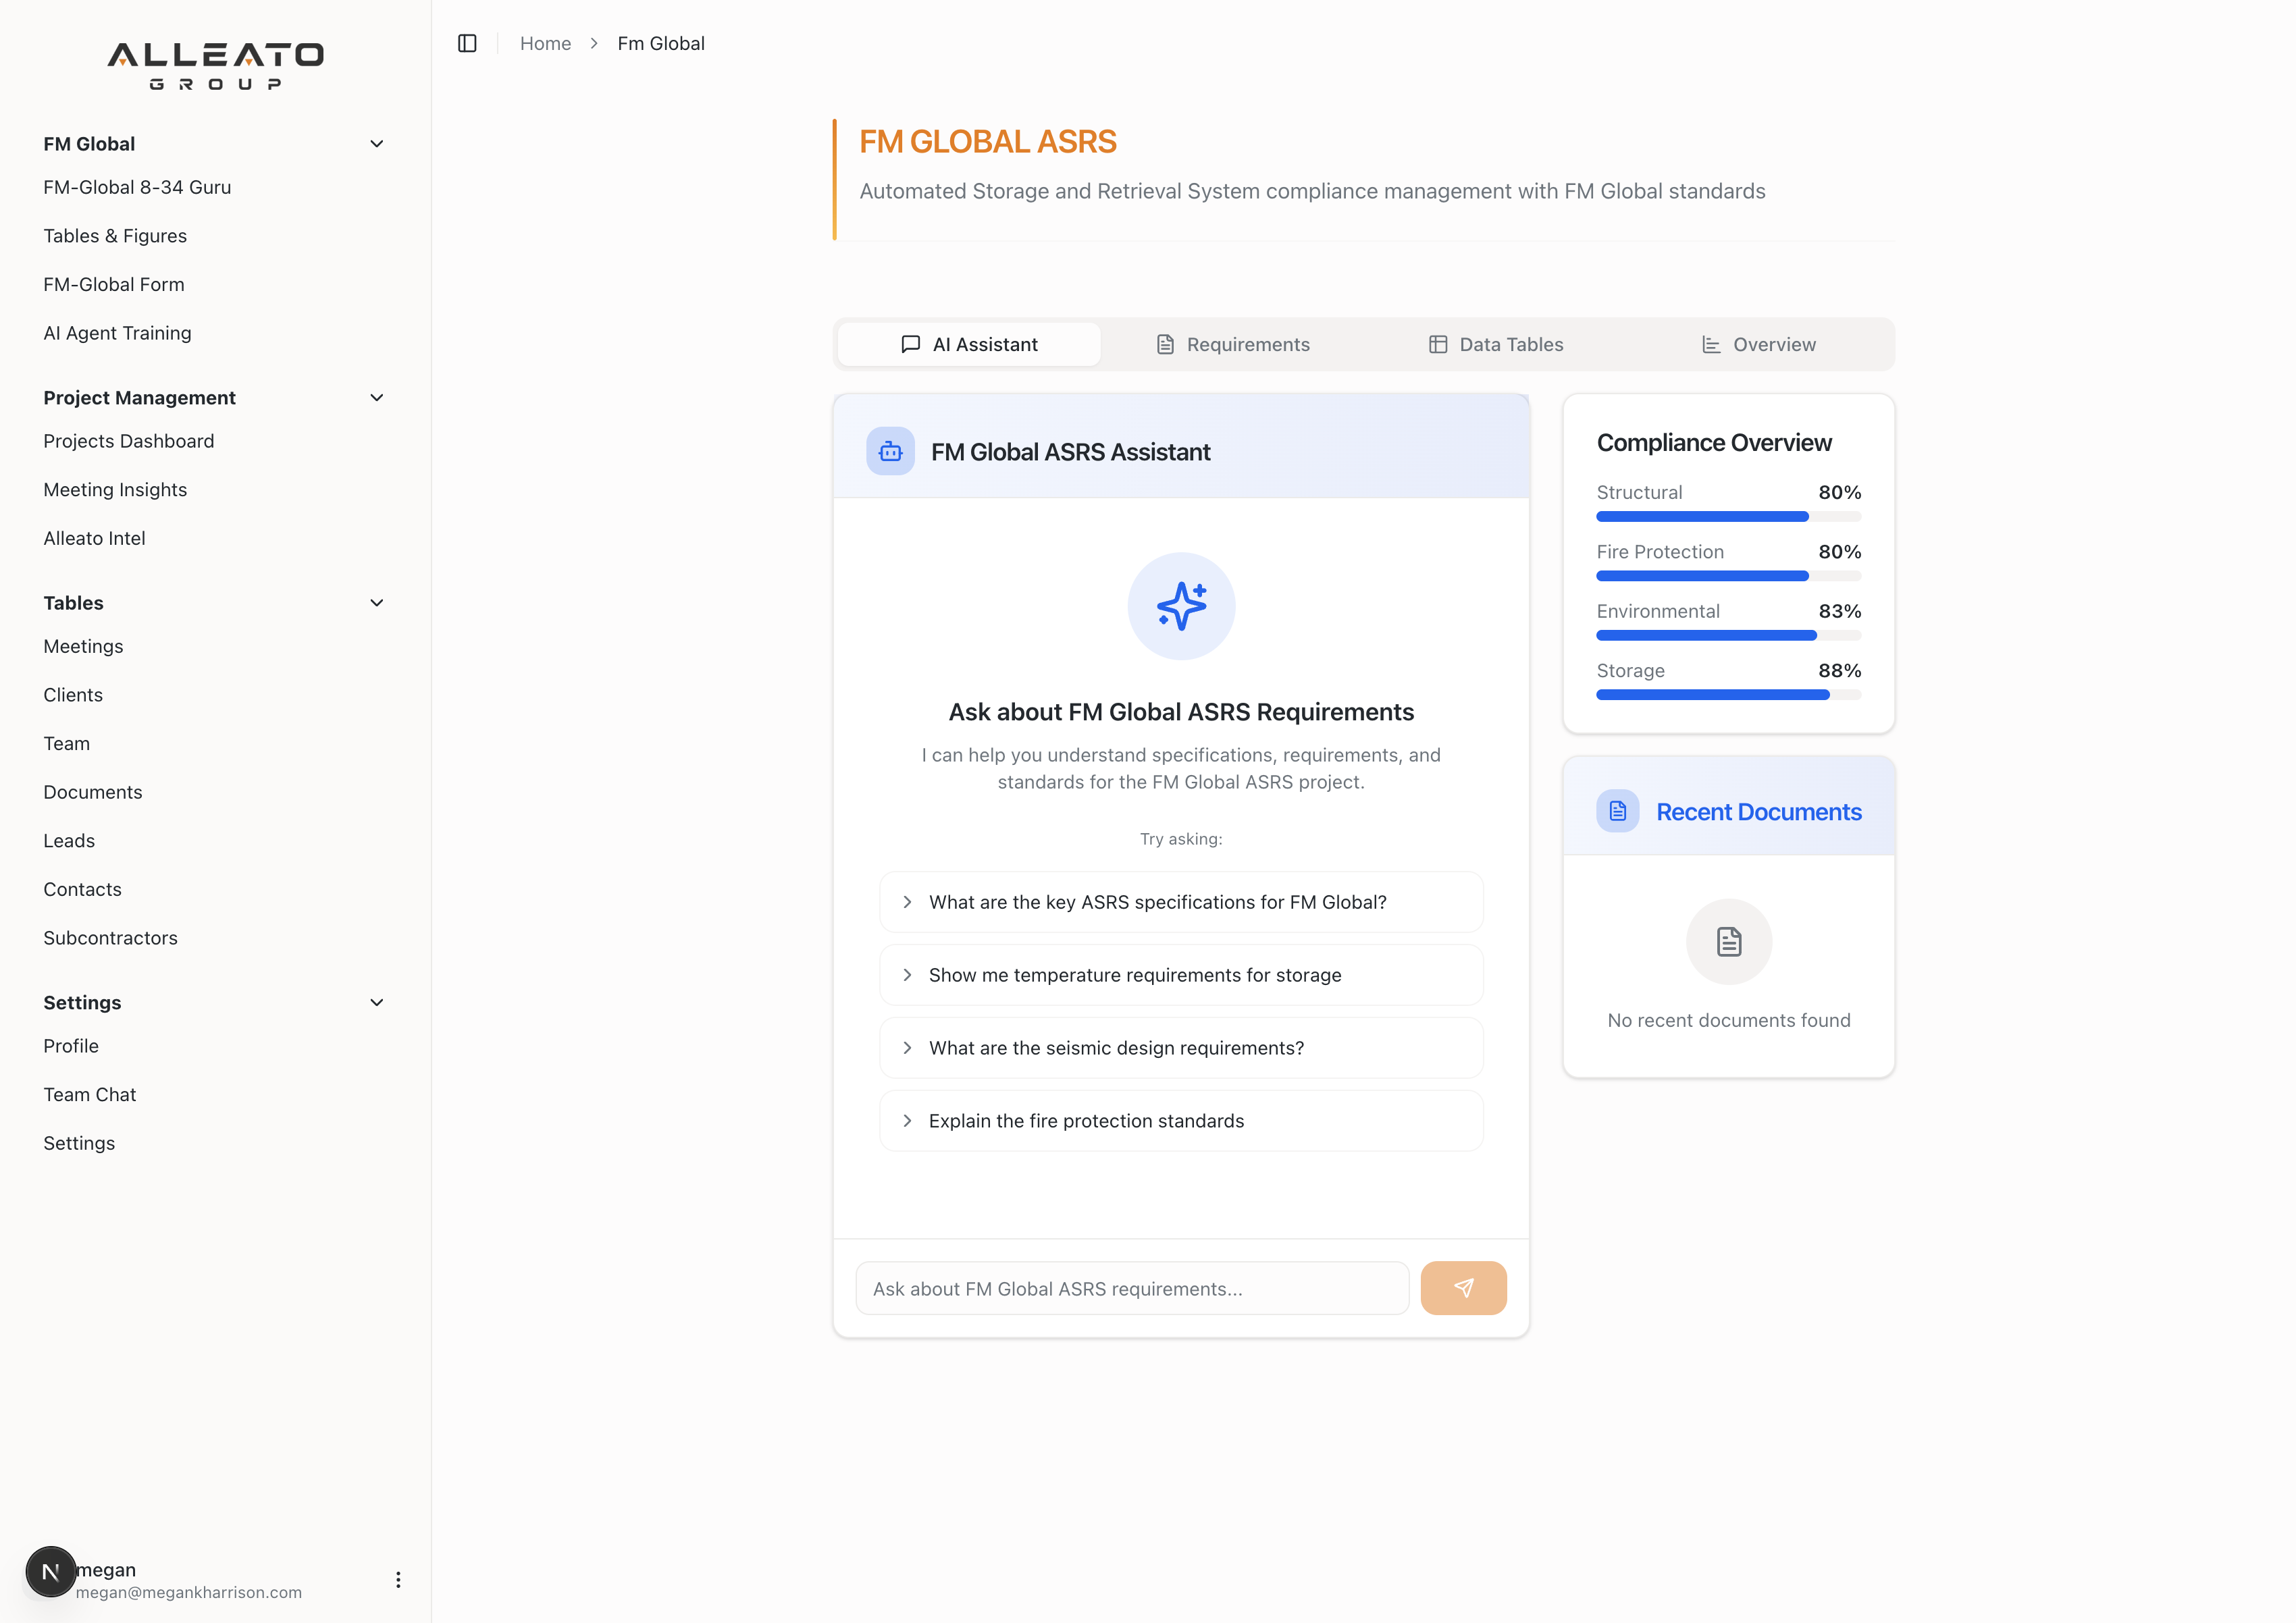 ALLEATO
GROUP
FM Global
FM-Global 8-34 Guru
Tables & Figures
FM-Global Form
AI Agent Training
Project Management
Projects Dashboard
Meeting Insights
Alleato Intel
Tables
Meetings
Clients
Team
Documents
Leads
Contacts
Subcontractors
Settings
Profile
Team Chat
Settings
N
megan
megan@megankharrison.com
Home
Fm Global
FM GLOBAL ASRS
Automated Storage and Retrieval System compliance management with FM Global standards
AI Assistant
Requirements
Data Tables
Overview
FM Global ASRS Assistant
Ask about FM Global ASRS Requirements
I can help you understand specifications, requirements, and
standards for the FM Global ASRS project.
Try asking:
What are the key ASRS specifications for FM Global?
Show me temperature requirements for storage
What are the seismic design requirements?
Explain the fire protection standards
Ask about FM Global ASRS requirements...
Compliance Overview
Structural 80%
Fire Protection 80%
Environmental 83%
Storage 88%
Recent Documents
No recent documents found